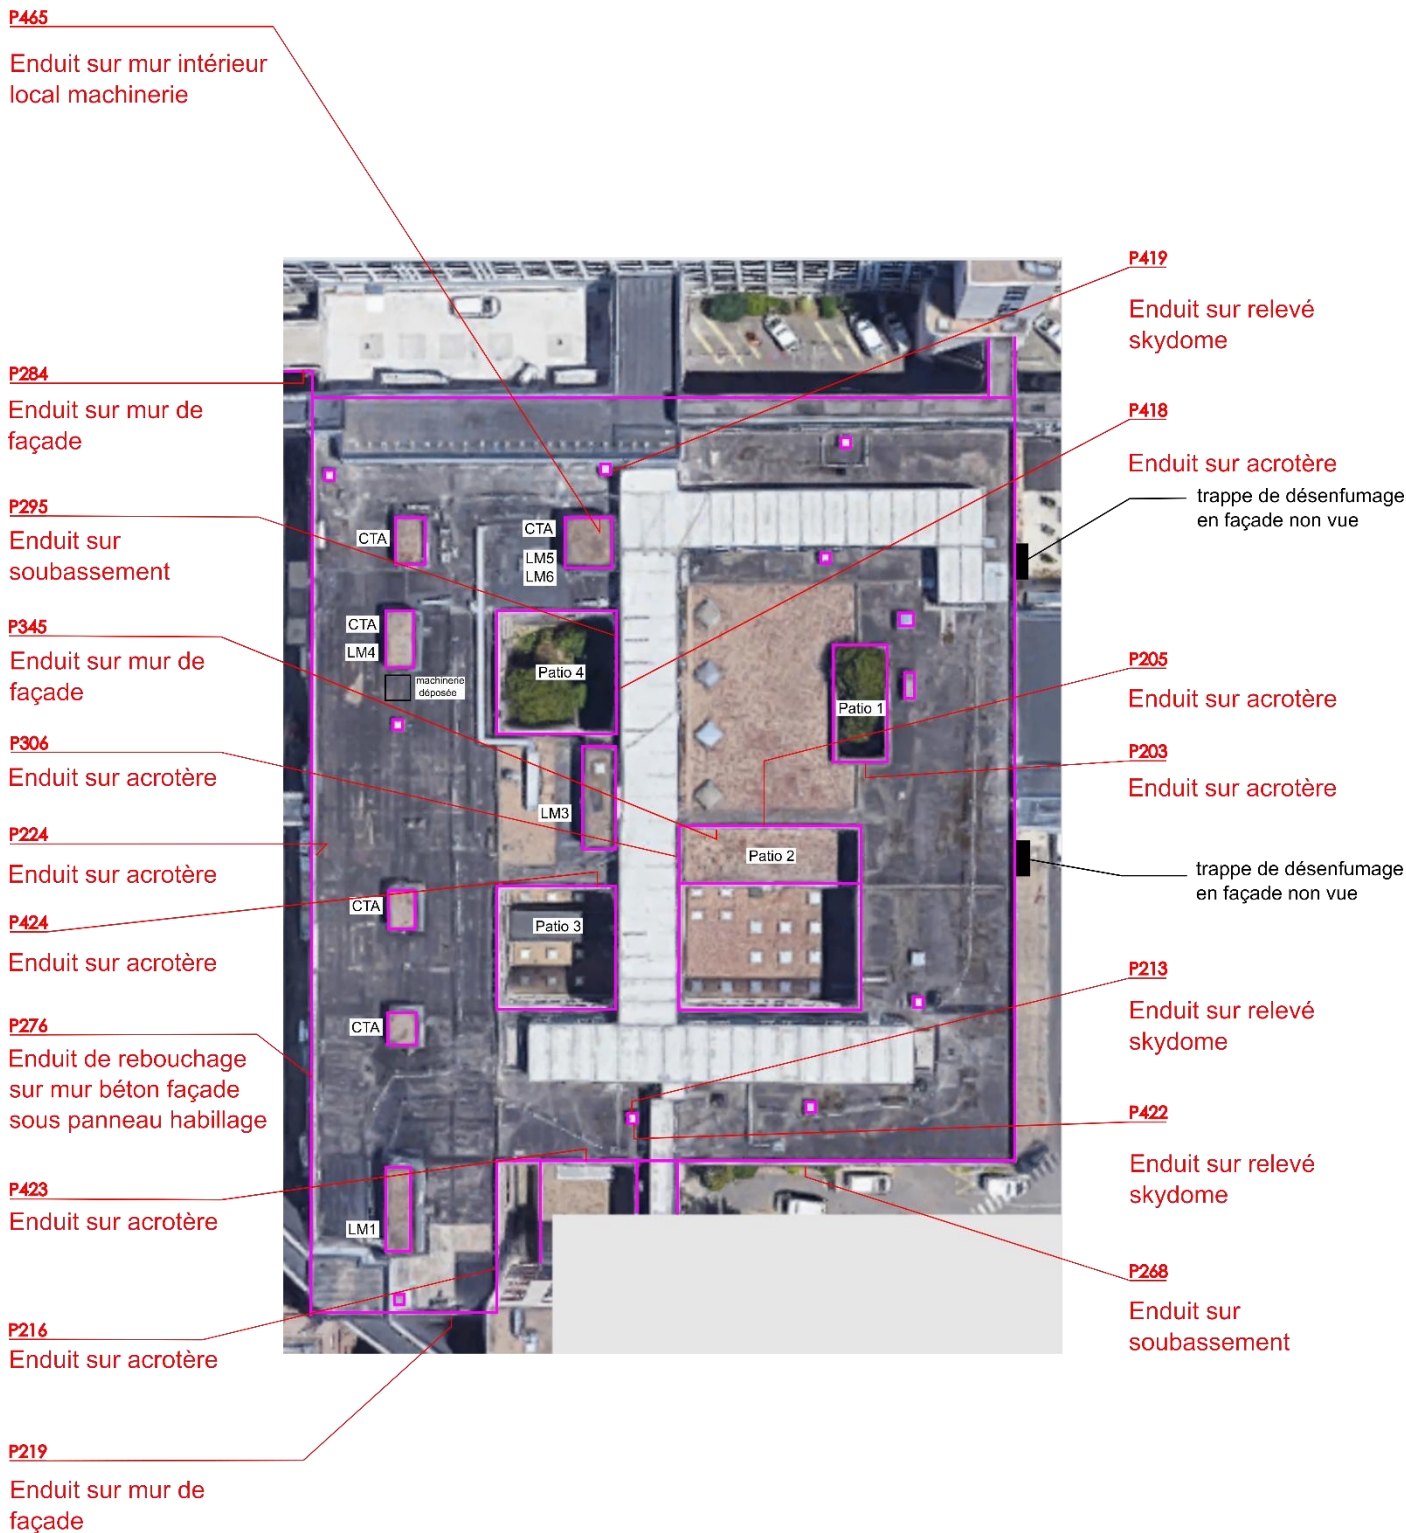 P465
Enduit sur mur intérieur
local machinerie
P284
Enduit sur mur de
façade
P295
Enduit sur
soubassement
P345
Enduit sur mur de
façade
P306
Enduit sur acrotère
P224
Enduit sur acrotère
P424
Enduit sur acrotère
P276
Enduit de rebouchage
sur mur béton façade
sous panneau habillage
P423
Enduit sur acrotère
P216
Enduit sur acrotère
P219
Enduit sur mur de
façade
CTA
CTA
LM5
LM6
CTA
LM4
machinerie
déposée
Patio 4
Patio 1
LM3
Patio 2
CTA
Patio 3
CTA
LM1
P419
Enduit sur relevé
skydome
P418
Enduit sur acrotère
trappe de désenfumage
en façade non vue
P205
Enduit sur acrotère
P203
Enduit sur acrotère
trappe de désenfumage
en façade non vue
P213
Enduit sur relevé
skydome
P422
Enduit sur relevé
skydome
P268
Enduit sur
soubassement